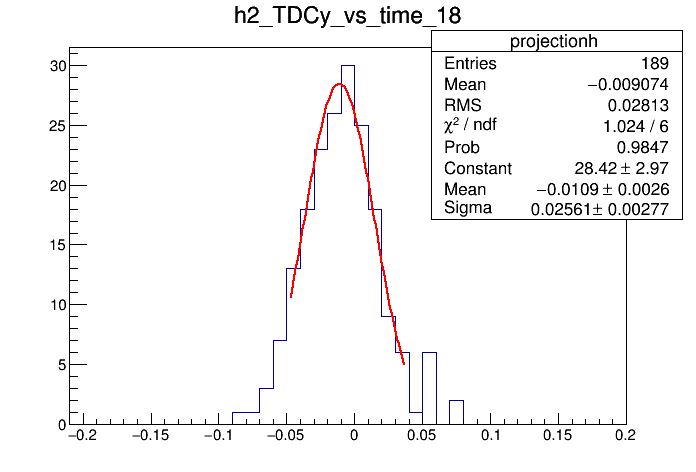 h2_TDCy_vs_time_18
projectionh
Entries 189
Mean −0.009074
RMS 0.02813
χ² / ndf 1.024 / 6
Prob 0.9847
Constant 28.42 ± 2.97
Mean −0.0109 ± 0.0026
Sigma 0.02561 ± 0.00277
30
25
20
15
10
5
0
−0.2 −0.15 −0.1 −0.05 0 0.05 0.1 0.15 0.2